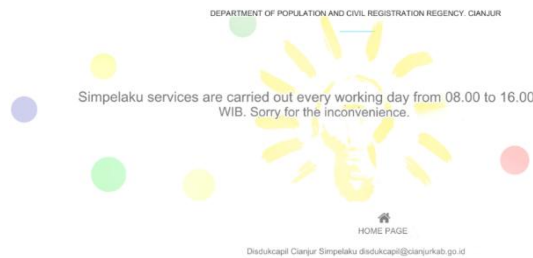 DEPARTMENT OF POPULATION AND CIVIL REGISTRATION REGENCY. CIANJUR
Simpelaku services are carried out every working day from 08.00 to 16.00
WIB. Sorry for the inconvenience.
HOME PAGE
Disdukcapil Cianjur Simpelaku disdukcapil@cianjurkab.go.id